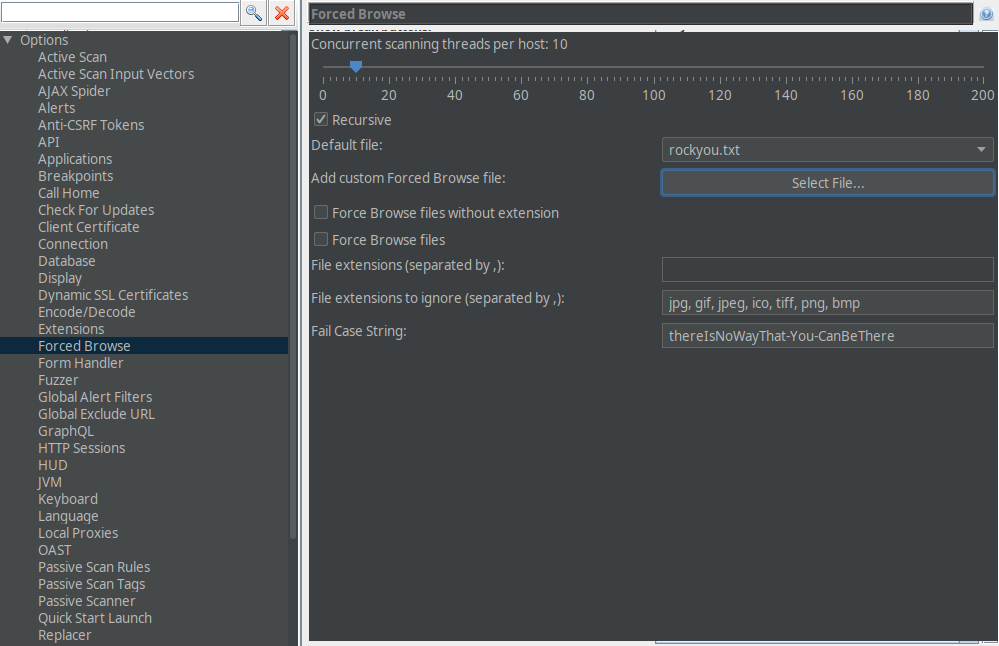 Forced Browse
Options
Active Scan
Active Scan Input Vectors
AJAX Spider
Alerts
Anti-CSRF Tokens
API
Applications
Breakpoints
Call Home
Check For Updates
Client Certificate
Connection
Database
Display
Dynamic SSL Certificates
Encode/Decode
Extensions
Forced Browse
Form Handler
Fuzzer
Global Alert Filters
Global Exclude URL
GraphQL
HTTP Sessions
HUD
JVM
Keyboard
Language
Local Proxies
OAST
Passive Scan Rules
Passive Scan Tags
Passive Scanner
Quick Start Launch
Replacer
Concurrent scanning threads per host: 10
0 20 40 60 80 100 120 140 160 180 200
Recursive
Default file: rockyou.txt
Add custom Forced Browse file: Select File...
Force Browse files without extension
Force Browse files
File extensions (separated by ,):
File extensions to ignore (separated by ,): jpg, gif, jpeg, ico, tiff, png, bmp
Fail Case String: thereIsNoWayThat-You-CanBeThere